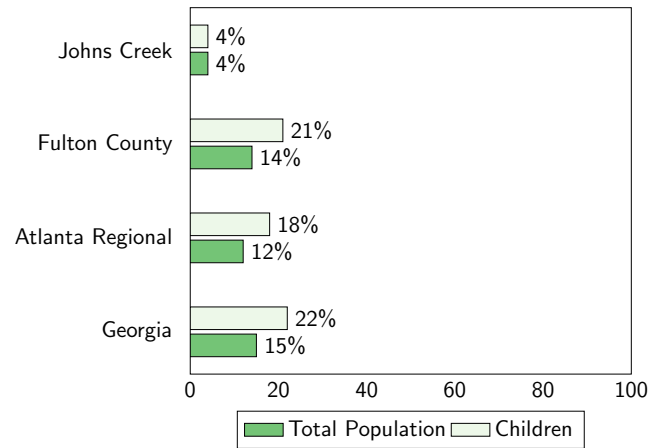 Johns Creek
4%
4%
Fulton County
21%
14%
Atlanta Regional
18%
12%
Georgia
22%
15%
0 20 40 60 80 100
Total Population Children